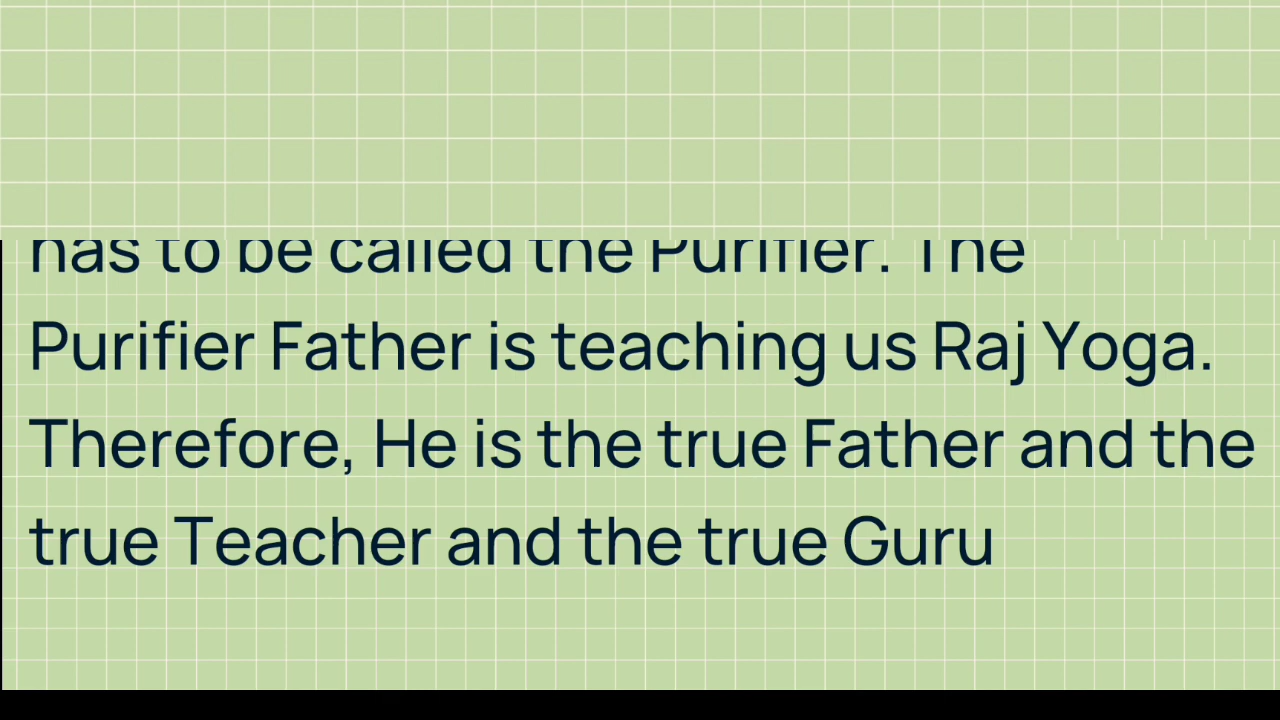 has to be called the Purifier. The
Purifier Father is teaching us Raj Yoga.
Therefore, He is the true Father and the
true Teacher and the true Guru